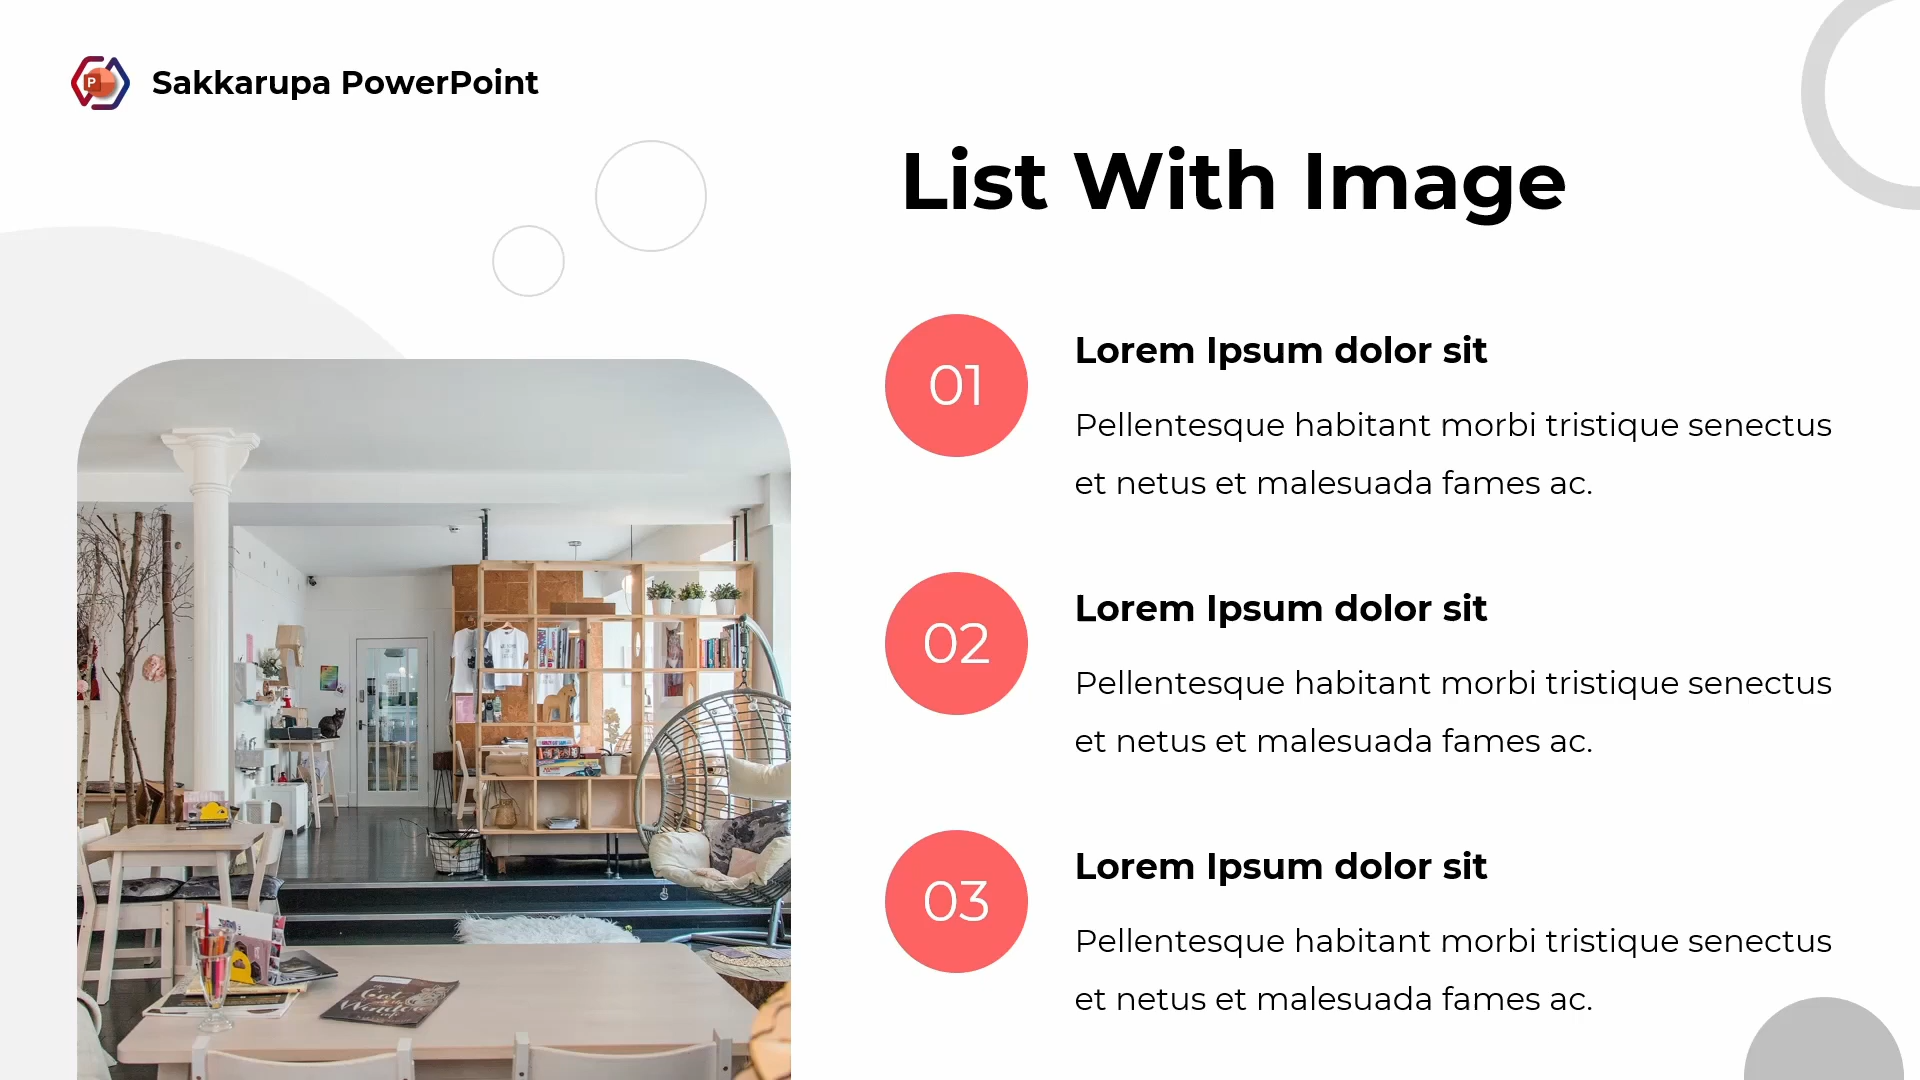 P
Sakkarupa PowerPoint
List With Image
01
Lorem Ipsum dolor sit
Pellentesque habitant morbi tristique senectus
et netus et malesuada fames ac.
02
Lorem Ipsum dolor sit
Pellentesque habitant morbi tristique senectus
et netus et malesuada fames ac.
03
Lorem Ipsum dolor sit
Pellentesque habitant morbi tristique senectus
et netus et malesuada fames ac.